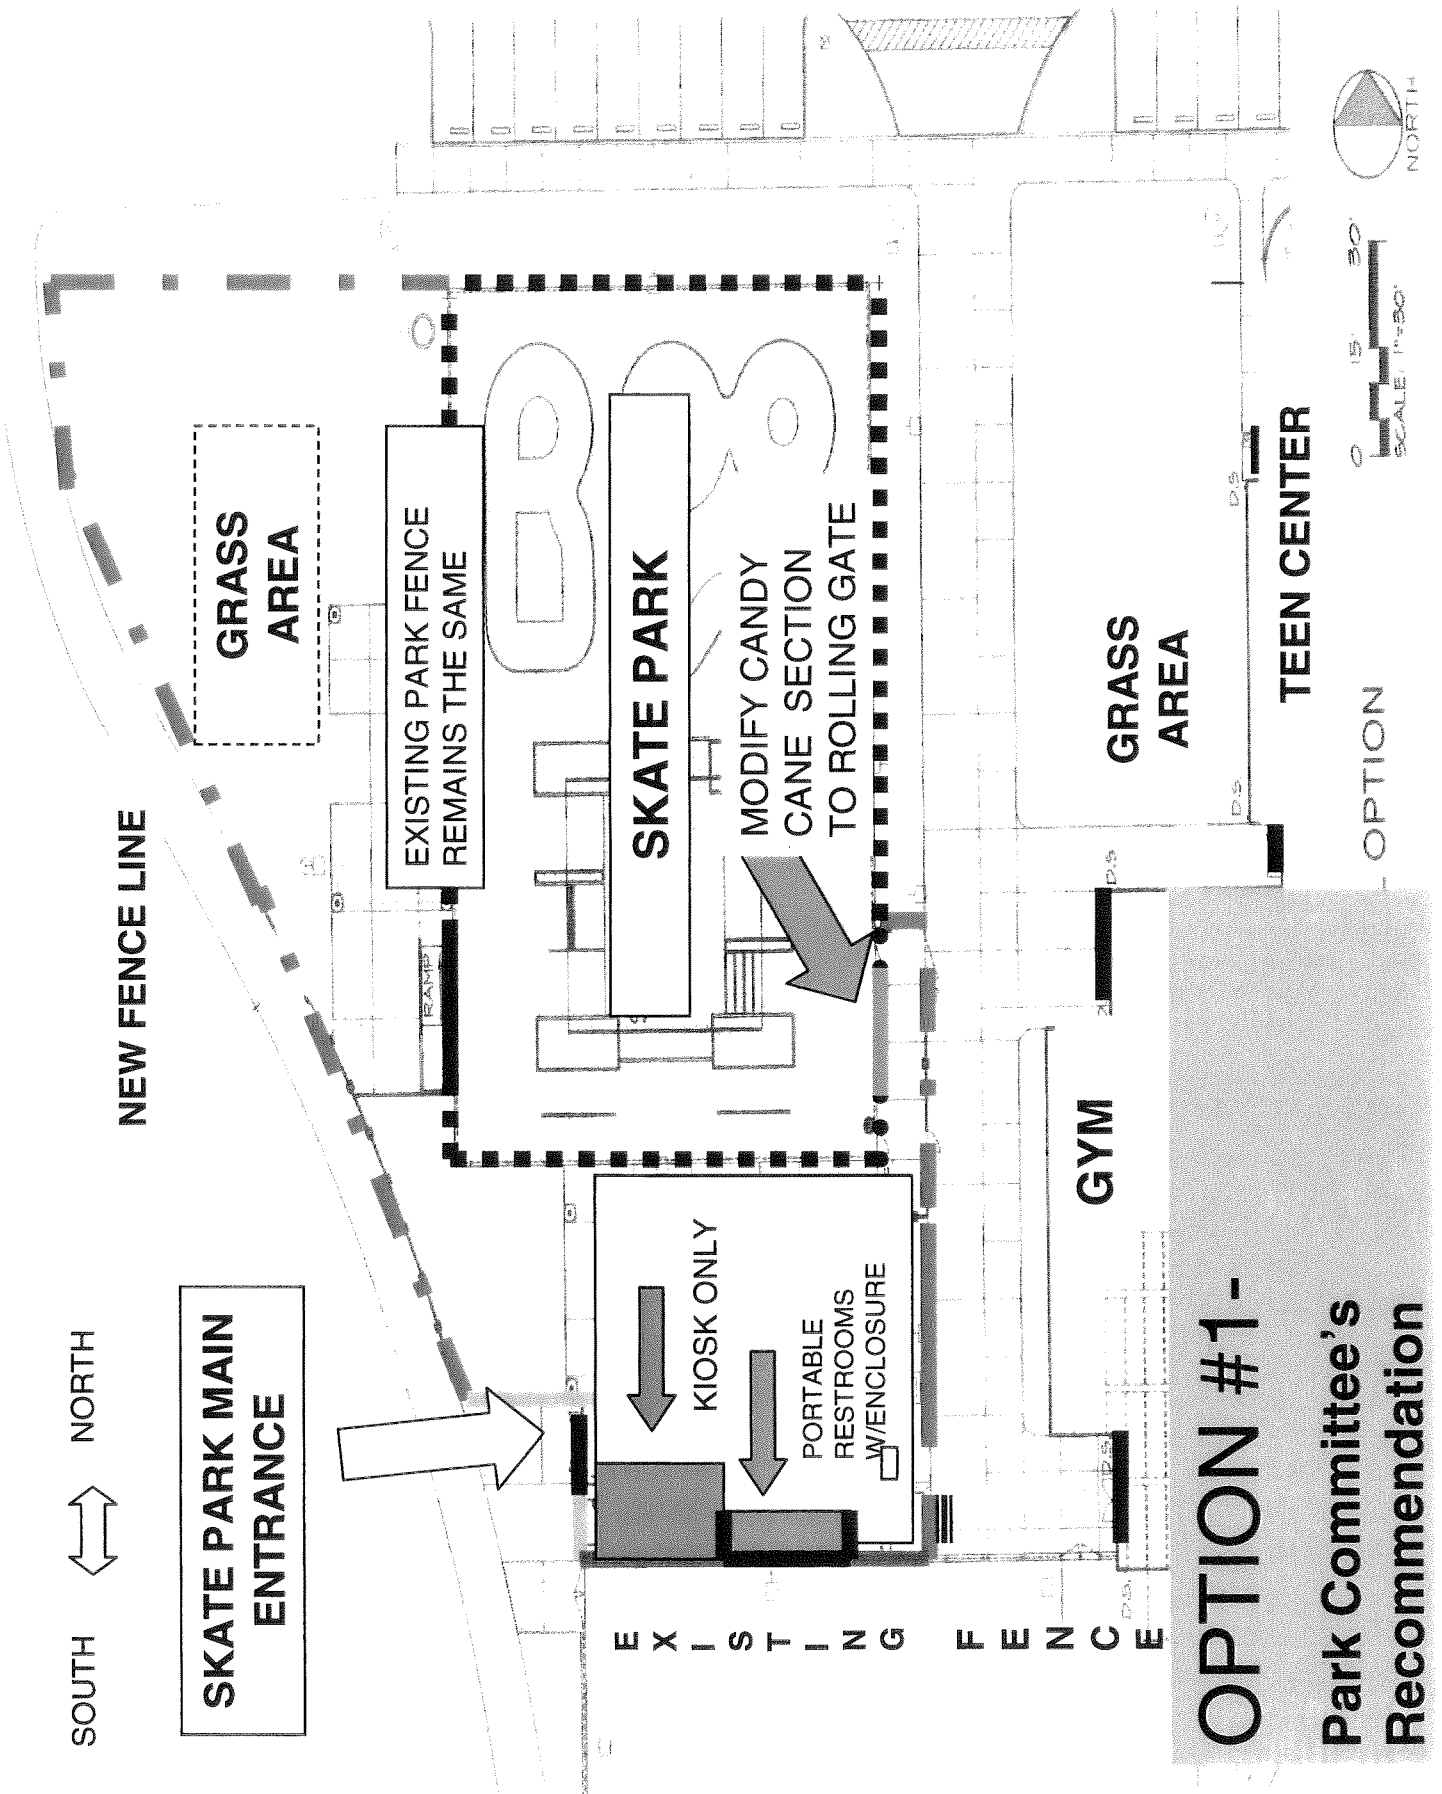 SOUTH
NORTH
SKATE PARK MAIN
ENTRANCE
NEW FENCE LINE
GRASS
AREA
EXISTING PARK FENCE
REMAINS THE SAME
RAMP
SKATE PARK
MODIFY CANDY
CANE SECTION
TO ROLLING GATE
KIOSK ONLY
PORTABLE
RESTROOMS
W/ENCLOSURE
EXISTING FENCE
GYM
GRASS
AREA
D.S
D.S
D.S
D.S
D.S.
TEEN CENTER
OPTION #1-
Park Committee's
Recommendation
OPTION
0 15' 30'
SCALE: 1"=30'
NORTH